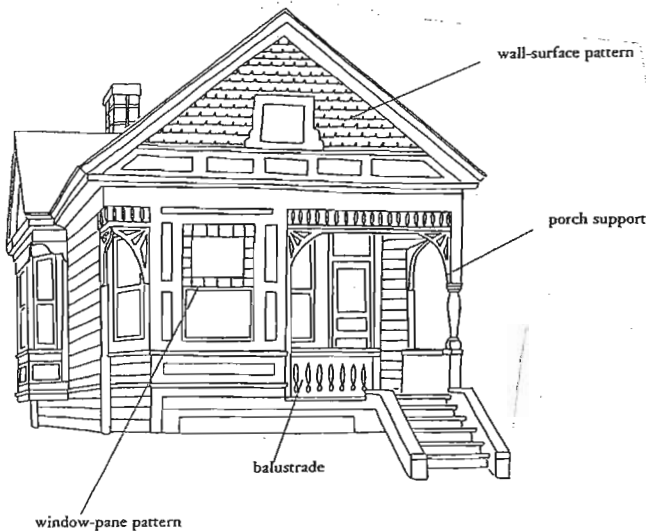 wall-surface pattern
porch support
balustrade
window-pane pattern